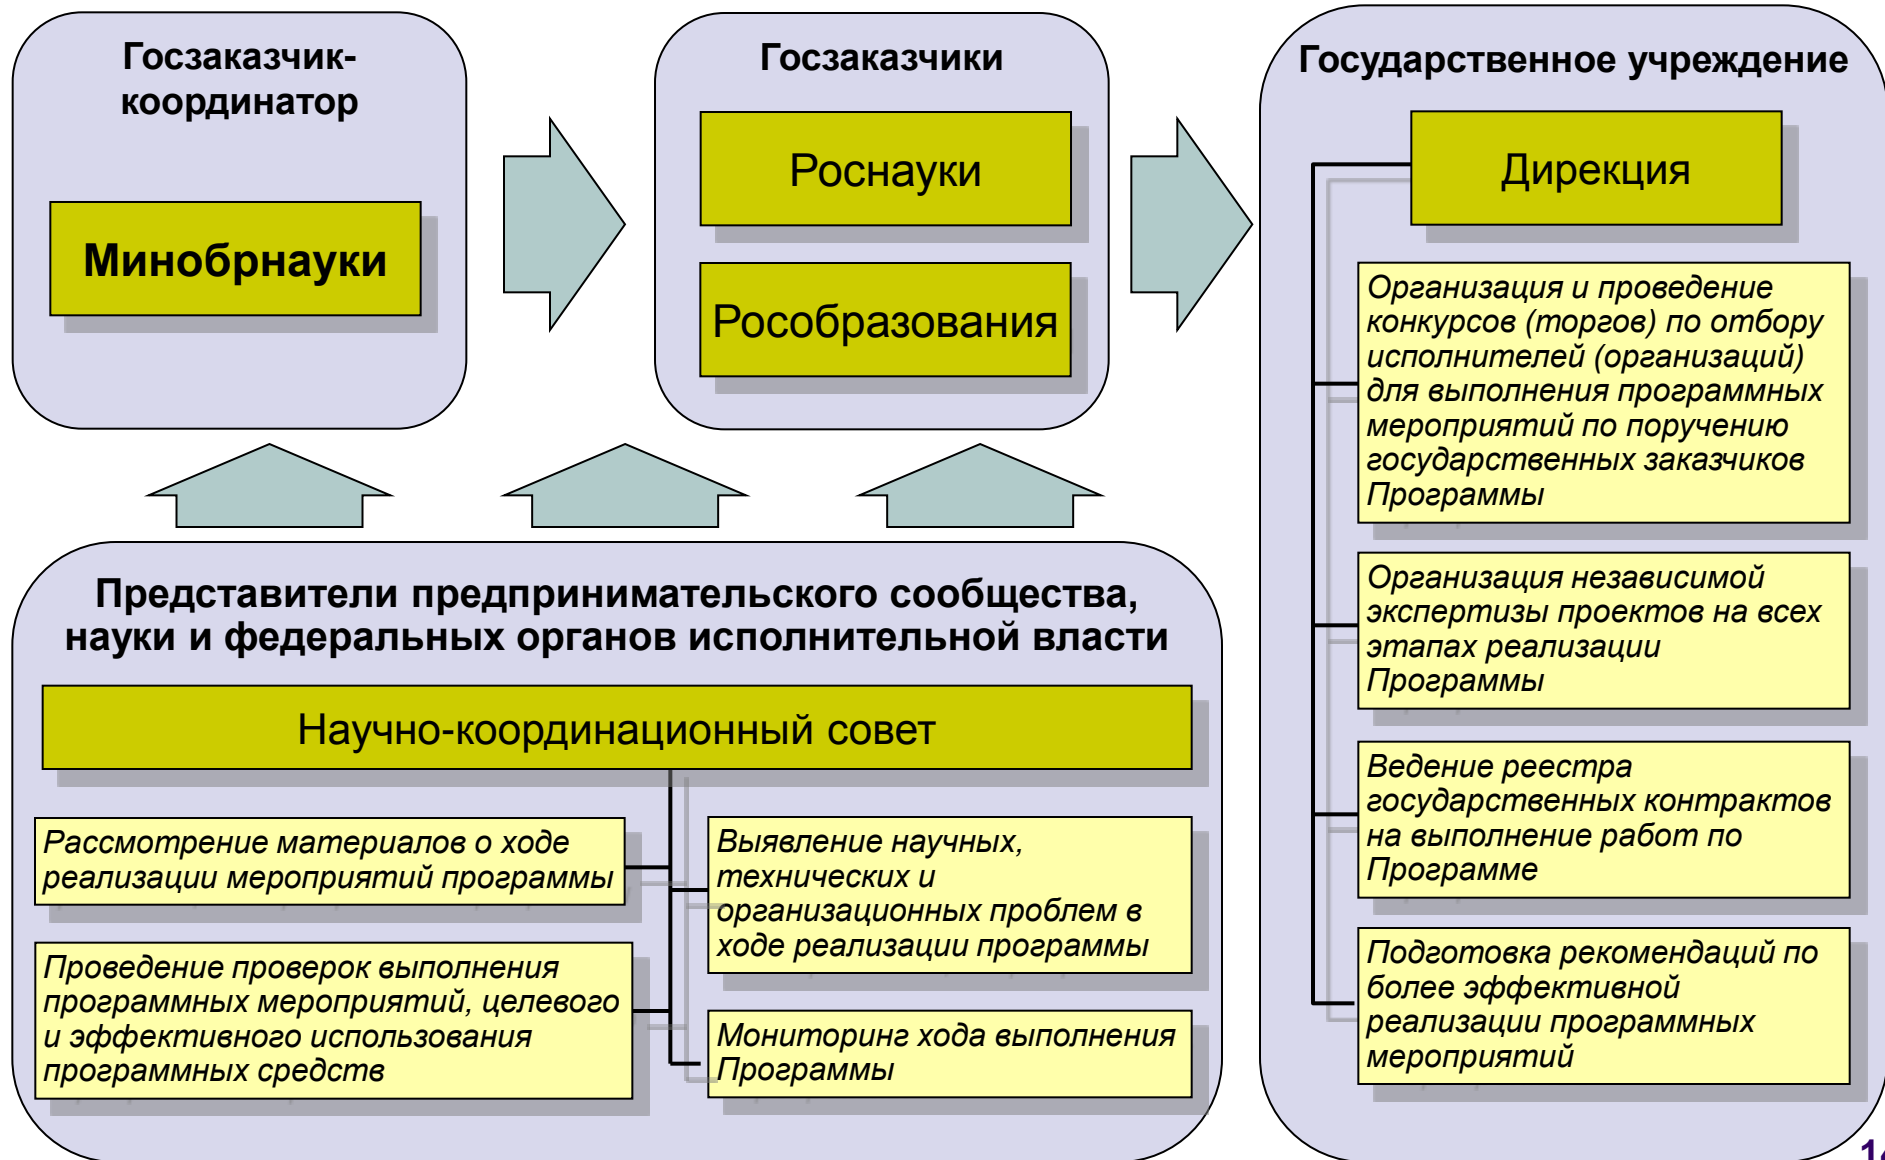 Госзаказчик-
координатор
Минобрнауки
Госзаказчики
Роснауки
Рособразования
Государственное учреждение
Дирекция
Организация и проведение
конкурсов (торгов) по отбору
исполнителей (организаций)
для выполнения программных
мероприятий по поручению
государственных заказчиков
Программы
Организация независимой
экспертизы проектов на всех
этапах реализации
Программы
Ведение реестра
государственных контрактов
на выполнение работ по
Программе
Подготовка рекомендаций по
более эффективной
реализации программных
мероприятий
Представители предпринимательского сообщества,
науки и федеральных органов исполнительной власти
Научно-координационный совет
Рассмотрение материалов о ходе
реализации мероприятий программы
Проведение проверок выполнения
программных мероприятий, целевого
и эффективного использования
программных средств
Выявление научных,
технических и
организационных проблем в
ходе реализации программы
Мониторинг хода выполнения
Программы